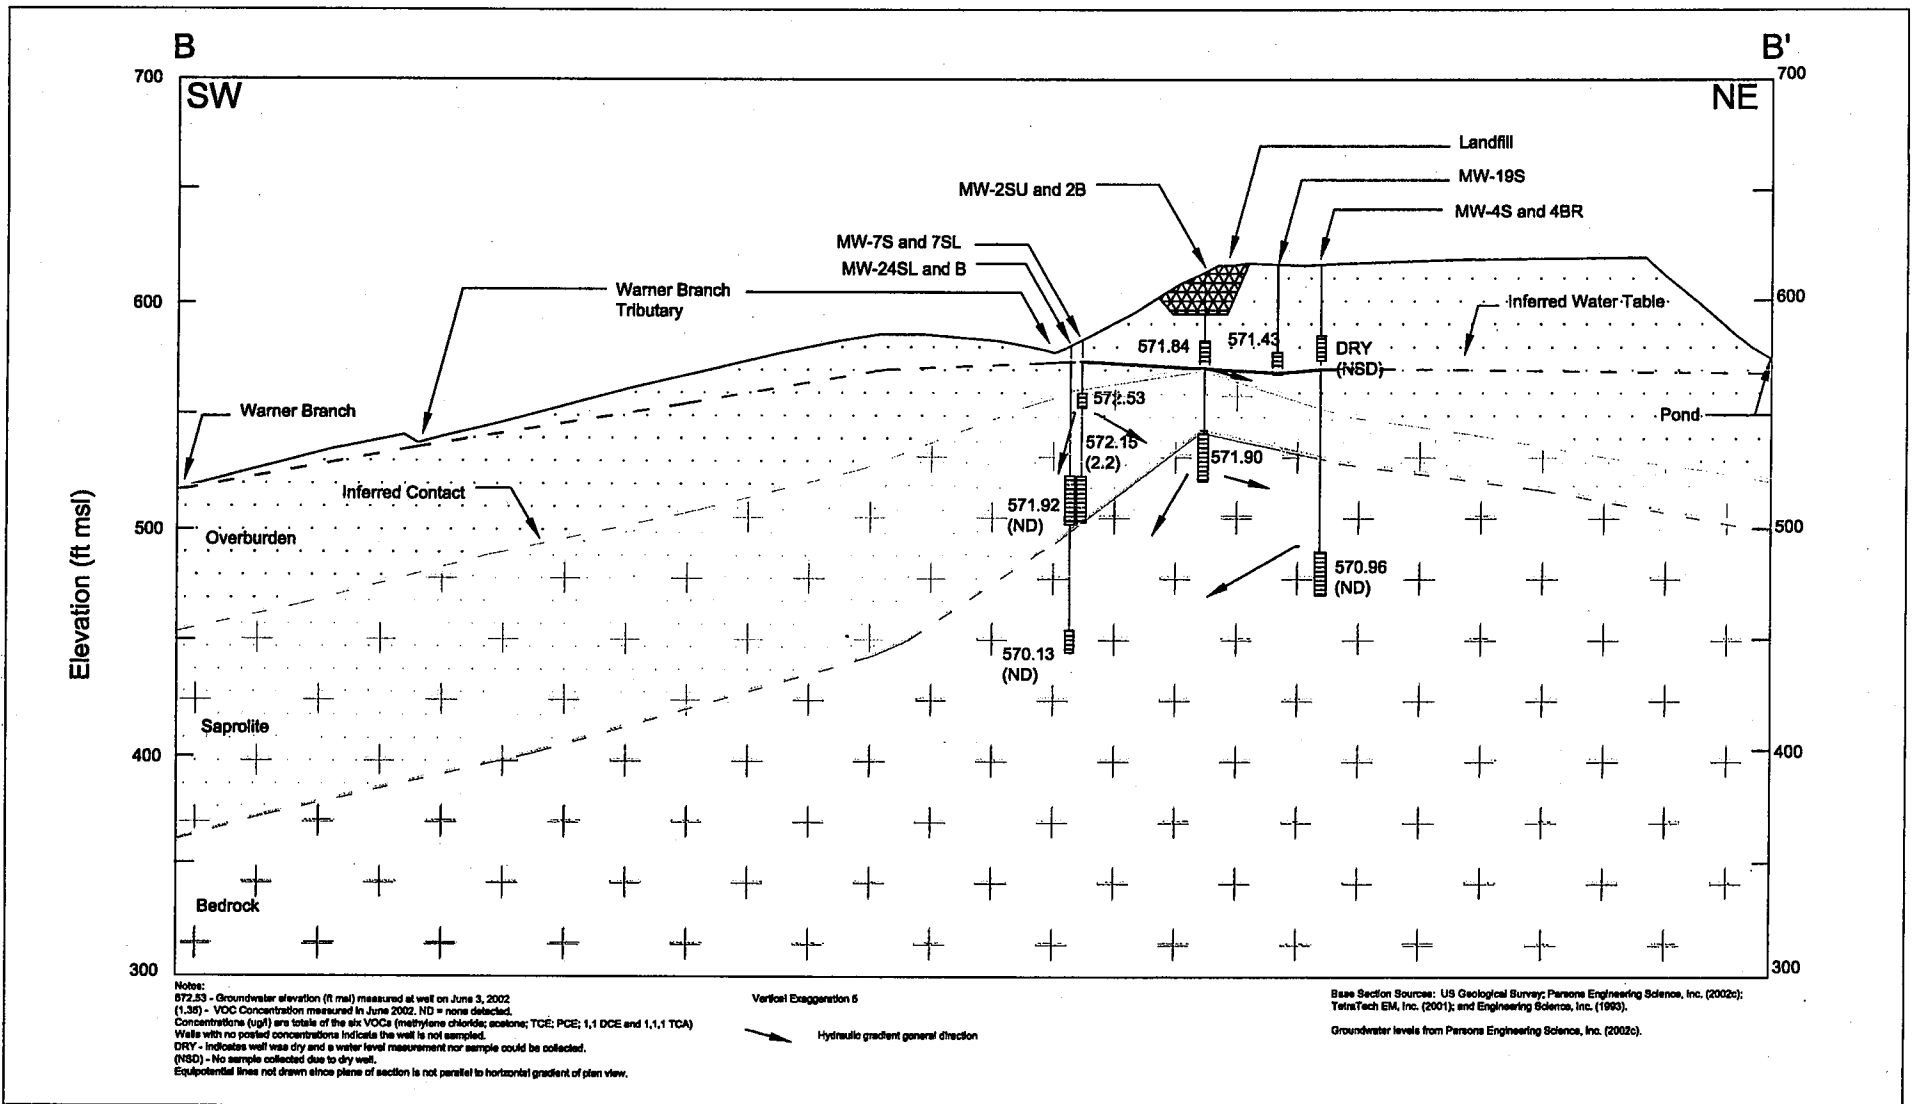 B
B'
700
SW
NE
700
Landfill
MW-19S
MW-2SU and 2B
MW-4S and 4BR
MW-7S and 7SL
MW-24SL and B
Warner Branch
Tributary
600
600
Inferred Water Table
571.84
571.43
DRY
(NSD)
Warner Branch
572.53
Pond
572.15
(2.2)
571.90
Inferred Contact
571.92
(ND)
500
500
Overburden
570.96
(ND)
570.13
(ND)
Elevation (ft msl)
Saprolite
400
400
Bedrock
300
300
Notes:
572.53 - Groundwater elevation (ft msl) measured at well on June 3, 2002
(1.35) - VOC Concentration measured in June 2002. ND = none detected.
Concentrations (ug/l) are totals of the six VOCs (methylene chloride; acetone; TCE; PCE; 1,1 DCE and 1,1,1 TCA)
Wells with no posted concentrations indicate the well is not sampled.
DRY - Indicates well was dry and a water level measurement nor sample could be collected.
(NSD) - No sample collected due to dry well.
Equipotential lines not drawn since plane of section is not parallel to horizontal gradient of plan view.
Vertical Exaggeration 5
Hydraulic gradient general direction
Base Section Sources: US Geological Survey; Parsons Engineering Science, Inc. (2002c);
TetraTech EM, Inc. (2001); and Engineering Science, Inc. (1993).
Groundwater levels from Parsons Engineering Science, Inc. (2002c).